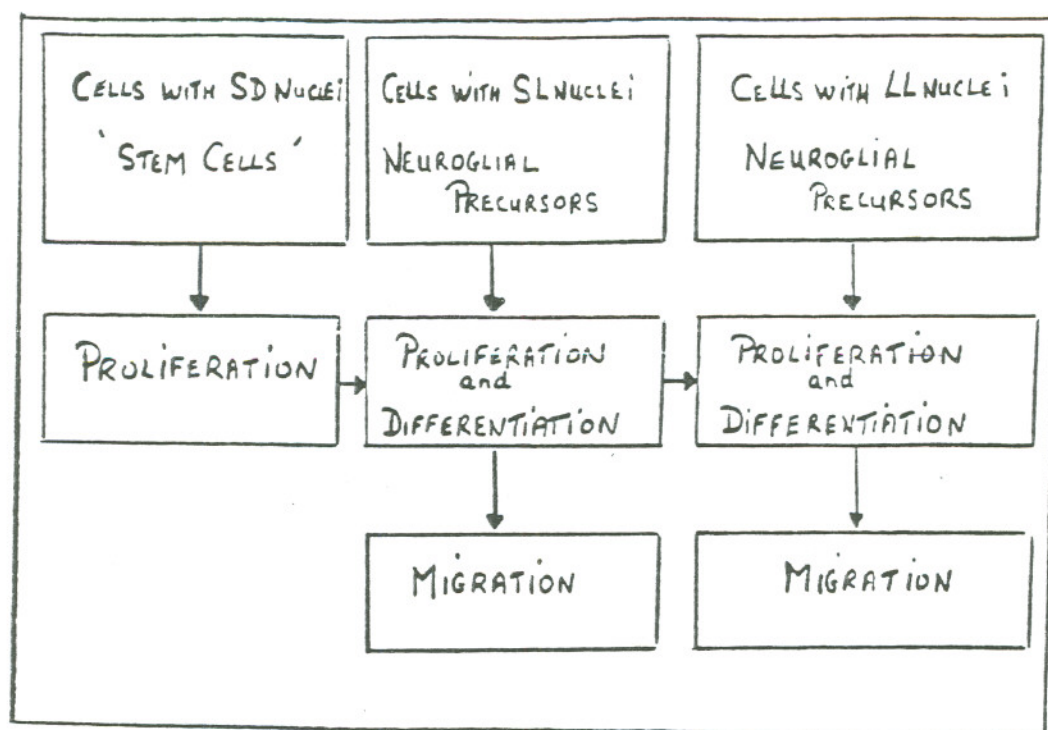 CELLS WITH SD NUCLEi
'STEM CELLS'
CELLS WITH SL NUCLEi
NEUROGLIAL
PRECURSORS
CELLS WITH LL NUCLEi
NEUROGLIAL
PRECURSORS
PROLiFERATiON
PROLiFERATiON
and
DiFFERENTiATiON
PROLiFERATiON
and
DiFFERENTiATiON
MiGRATiON
MiGRATiON